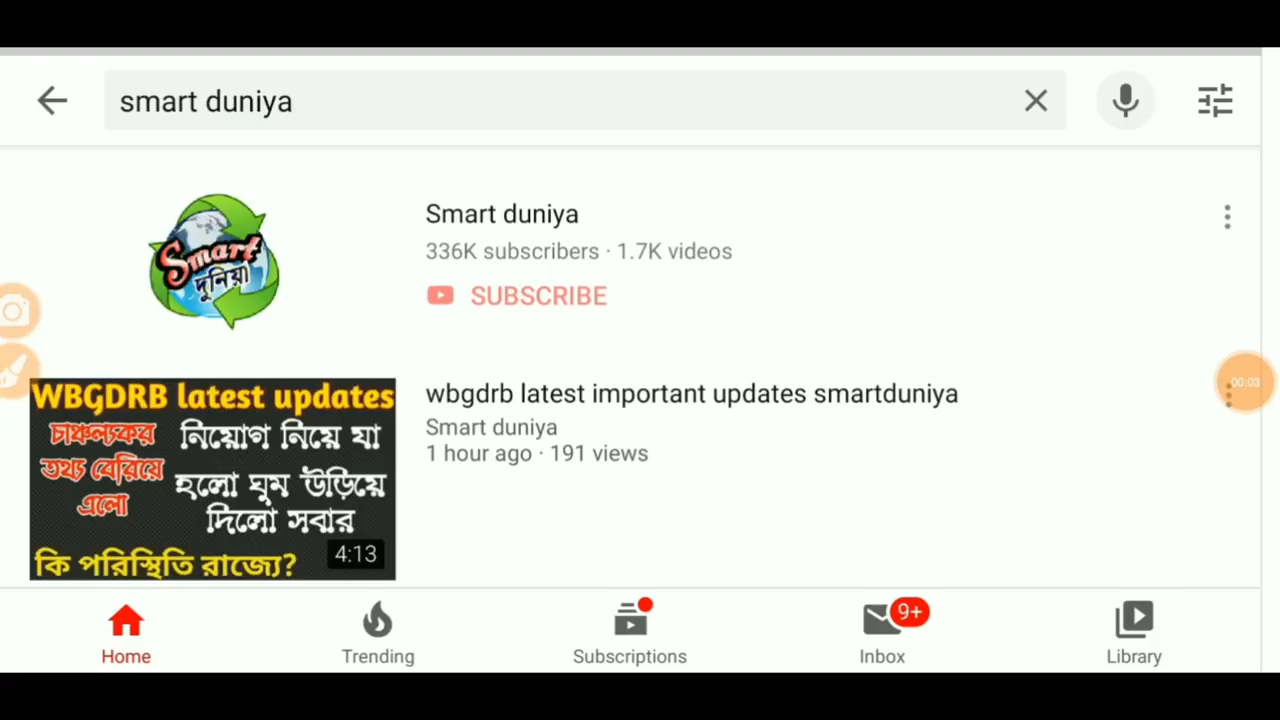 smart duniya
Smart
দুনিয়া
Smart duniya
336K subscribers · 1.7K videos
SUBSCRIBE
00:03
WBGDRB latest updates
চাঞ্চল্যকর
তথ্য বেরিয়ে
এলো
নিয়োগ নিয়ে যা
হলো ঘুম উড়িয়ে
দিলো সবার
কি পরিস্থিতি রাজ্যে?
4:13
wbgdrb latest important updates smartduniya
Smart duniya
1 hour ago · 191 views
Home
Trending
Subscriptions
9+
Inbox
Library